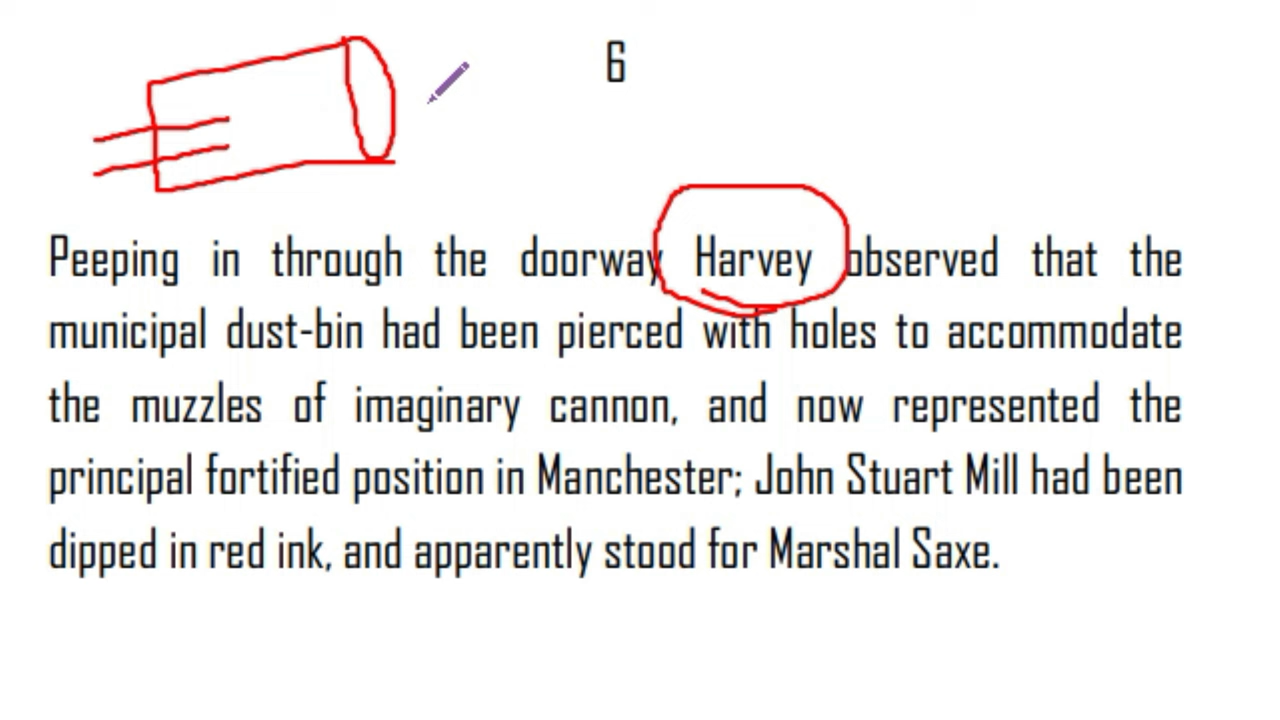 6
Peeping in through the doorway Harvey observed that the
municipal dust-bin had been pierced with holes to accommodate
the muzzles of imaginary cannon, and now represented the
principal fortified position in Manchester; John Stuart Mill had been
dipped in red ink, and apparently stood for Marshal Saxe.